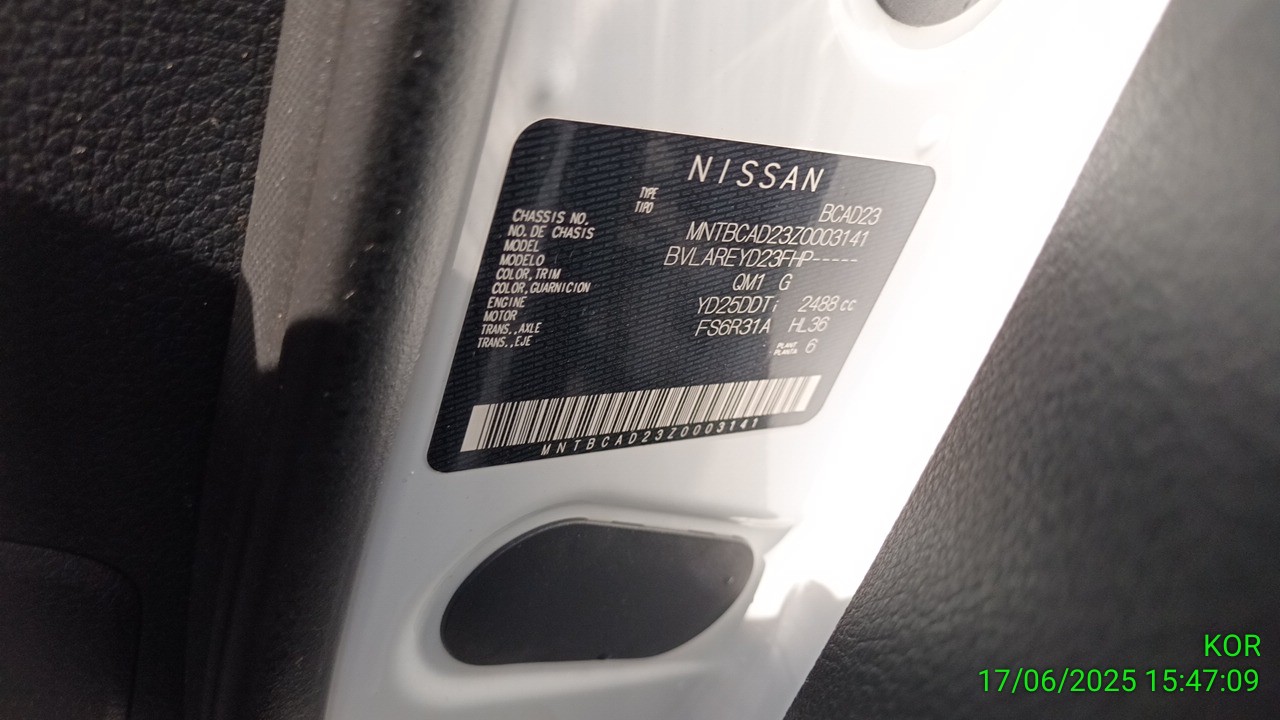 NISSAN
TYPE
TIPO
BCAD23
CHASSIS NO.
NO. DE CHASIS
MNTBCAD23Z0003141
MODEL
MODELO
BVLAREYD23FHP-----
COLOR,TRIM
COLOR,GUARNICION
QM1 G
ENGINE
MOTOR
YD25DDTi 2488 cc
TRANS.,AXLE
TRANS.,EJE
FS6R31A HL36
PLANT
PLANTA
6
MNTBCAD23Z0003141
KOR
17/06/2025 15:47:09